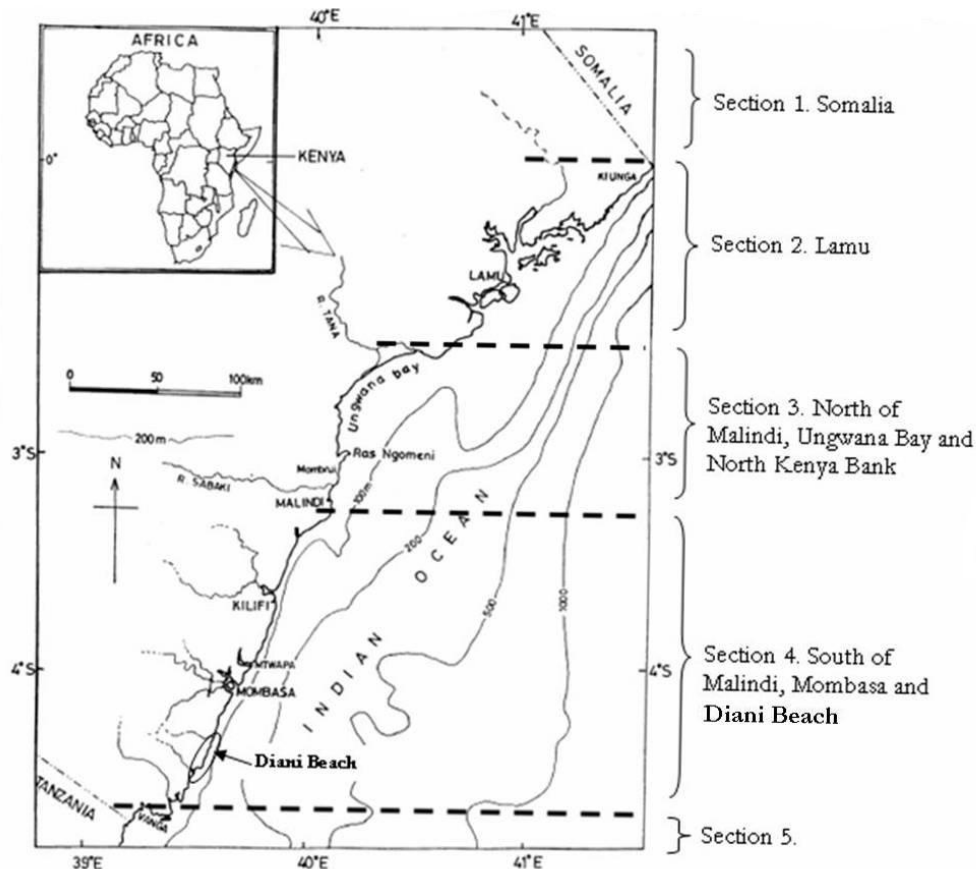 40°E
41°E
AFRICA
0°
KENYA
SOMALIA
KIUNGA
Section 1. Somalia
Section 2. Lamu
LAMU
R. TANA
0 50 100km
Ungwana bay
200m
Ras Ngomeni
Mambrui
3°S
3°S
R. SABAKI
N
MALINDI
100m
Section 3. North of
Malindi, Ungwana Bay and
North Kenya Bank
200
500
1000
INDIAN OCEAN
KILIFI
MTWAPA
MOMBASA
4°S
4°S
Section 4. South of
Malindi, Mombasa and
Diani Beach
Diani Beach
TANZANIA
VANGA
Section 5.
39°E
40°E
41°E